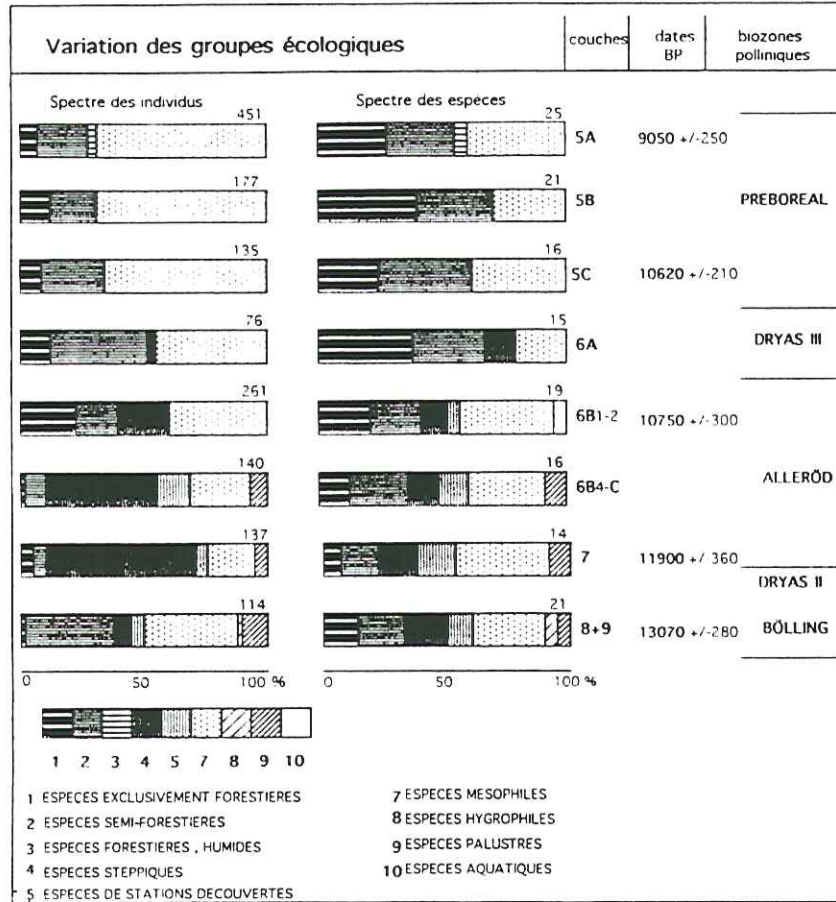 Variation des groupes écologiques
couches
dates BP
biozones polliniques
Spectre des individus
Spectre des espèces
451
25
5A
9050 +/-250
177
21
5B
PREBOREAL
135
16
5C
10620 +/-210
76
15
6A
DRYAS III
261
19
6B1-2
10750 +/-300
140
16
6B4-C
ALLERÖD
137
14
7
11900 +/ 360
DRYAS II
114
21
8+9
13070 +/-280
BÖLLING
0 50 100 %
0 50 100 %
1 2 3 4 5 7 8 9 10
1 ESPECES EXCLUSIVEMENT FORESTIERES
2 ESPECES SEMI-FORESTIERES
3 ESPECES FORESTIERES , HUMIDES
4 ESPECES STEPPIQUES
5 ESPECES DE STATIONS DECOUVERTES
7 ESPECES MESOPHILES
8 ESPECES HYGROPHILES
9 ESPECES PALUSTRES
10 ESPECES AQUATIQUES